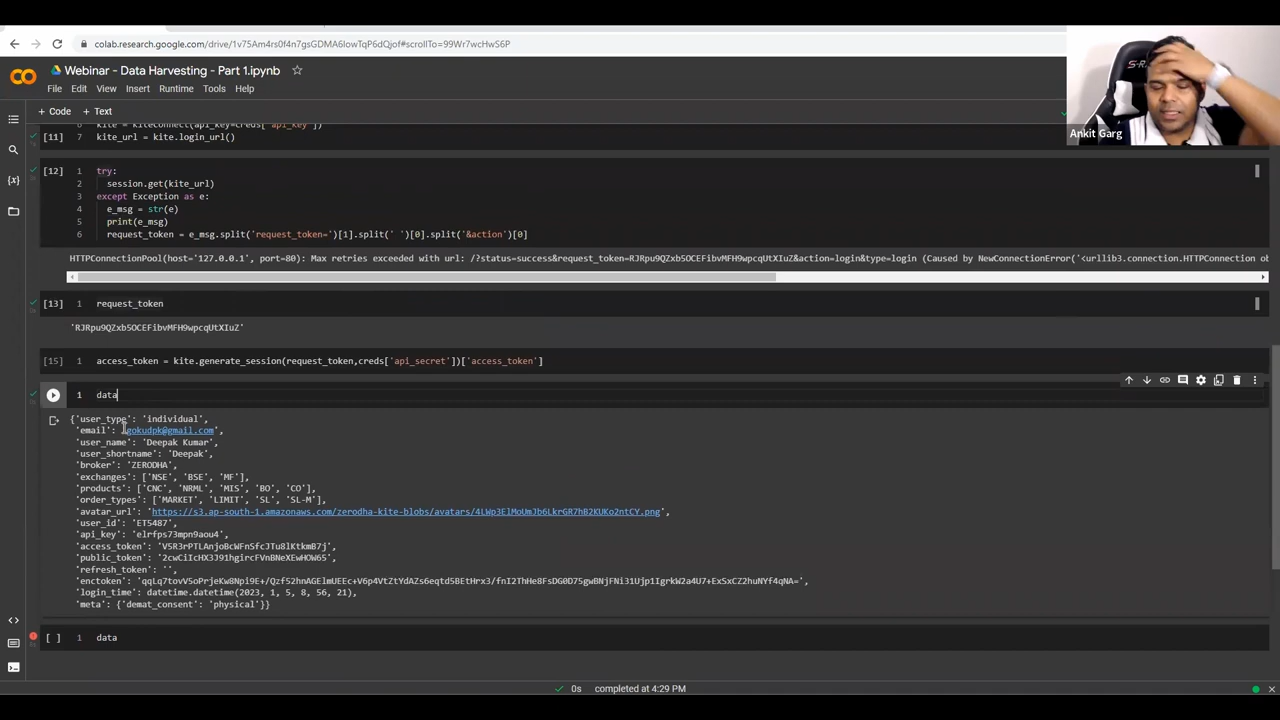 colab.research.google.com/drive/1v75Am4rs0f4n7gsGDMA6lowTqP6dQjof#scrollTo=99Wr7wcHwS6P
Webinar - Data Harvesting - Part 1.ipynb
File Edit View Insert Runtime Tools Help
+ Code + Text
Ankit Garg
6 kite = KiteConnect(api_key=creds['api_key'])
[11] 7 kite_url = kite.login_url()
[12] 1 try:
2 session.get(kite_url)
3 except Exception as e:
4 e_msg = str(e)
5 print(e_msg)
6 request_token = e_msg.split('request_token=')[1].split(' ')[0].split('&action')[0]
HTTPConnectionPool(host='127.0.0.1', port=80): Max retries exceeded with url: /?status=success&request_token=RJRpu9QZxb5OCEFibvMFH9wpcqUtXIuZ&action=login&type=login (Caused by NewConnectionError('<urllib3.connection.HTTPConnection ob
[13] 1 request_token
'RJRpu9QZxb5OCEFibvMFH9wpcqUtXIuZ'
[15] 1 access_token = kite.generate_session(request_token,creds['api_secret'])['access_token']
1 data
{'user_type': 'individual',
'email': 'gokudpk@gmail.com',
'user_name': 'Deepak Kumar',
'user_shortname': 'Deepak',
'broker': 'ZERODHA',
'exchanges': ['NSE', 'BSE', 'MF'],
'products': ['CNC', 'NRML', 'MIS', 'BO', 'CO'],
'order_types': ['MARKET', 'LIMIT', 'SL', 'SL-M'],
'avatar_url': 'https://s3.ap-south-1.amazonaws.com/zerodha-kite-blobs/avatars/4LWp3ElMoUmJb6LkrGR7hB2KUKo2ntCY.png',
'user_id': 'ET5487',
'api_key': 'elrfps73mpn9aou4',
'access_token': 'V5R3rPTLAnjoBcWFnSfcJTu8lKtkmB7j',
'public_token': '2cwCiIcHX3J91hgircFVnBNeXEwHOW65',
'refresh_token': '',
'enctoken': 'qqLq7tovV5oPrjeKw8Npi9E+/Qzf52hnAGElmUEEc+V6p4VtZtYdAZs6eqtd5BEtHrx3/fnI2ThHe8FsDG0D75gwBNjFNi31Ujp1IgrkW2a4U7+ExSxCZ2huNYf4qNA=',
'login_time': datetime.datetime(2023, 1, 5, 8, 56, 21),
'meta': {'demat_consent': 'physical'}}
[ ] 1 data
0s completed at 4:29 PM